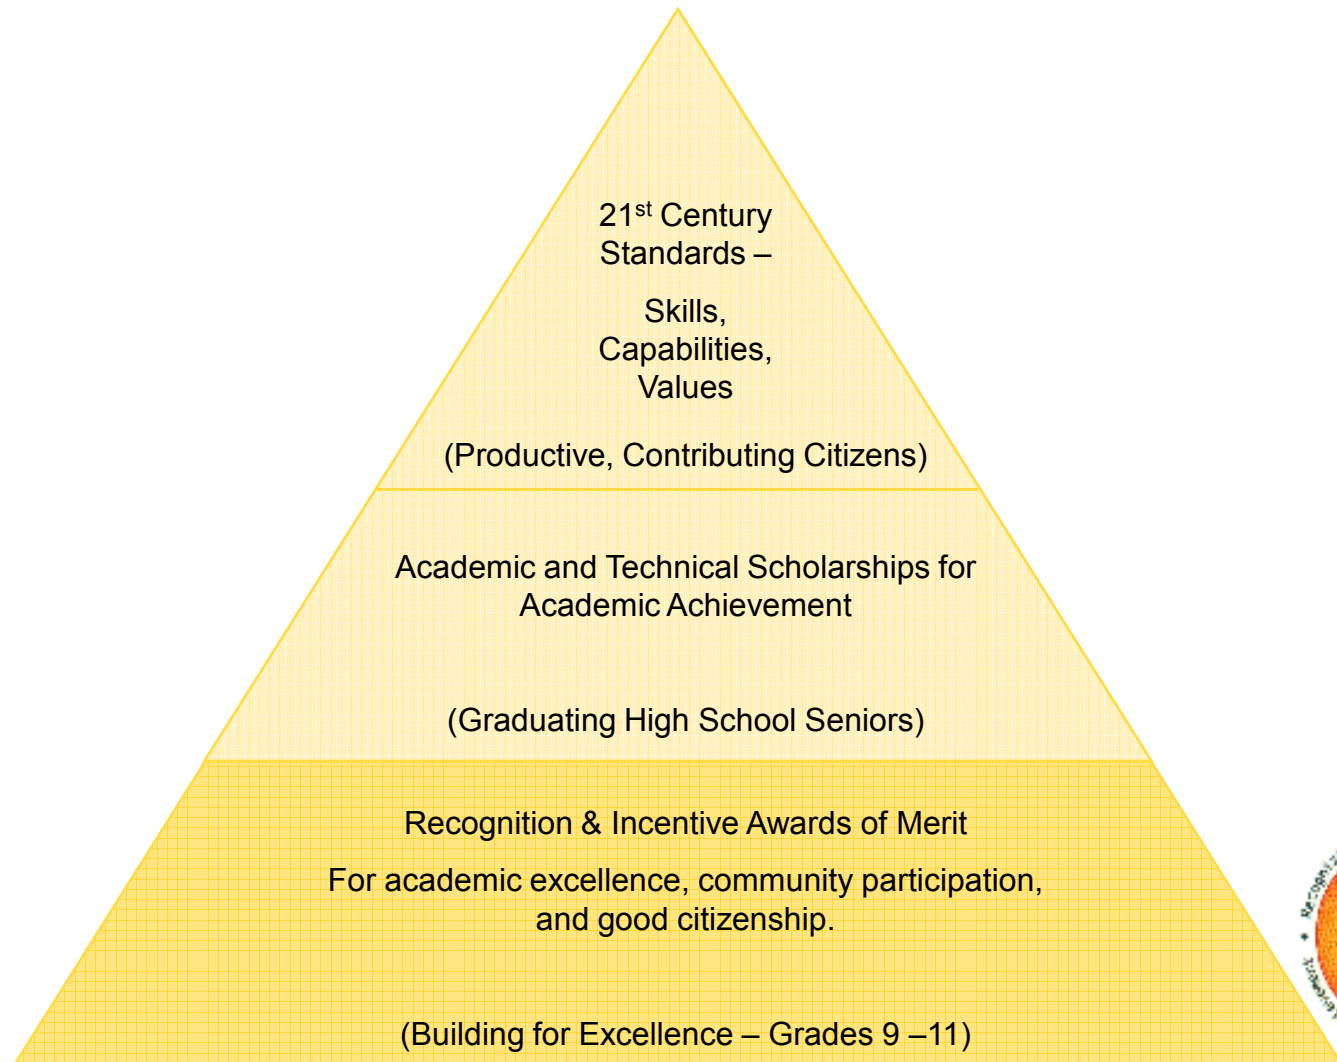 21st Century
Standards –
Skills,
Capabilities,
Values
(Productive, Contributing Citizens)
Academic and Technical Scholarships for
Academic Achievement
(Graduating High School Seniors)
Recognition & Incentive Awards of Merit
For academic excellence, community participation,
and good citizenship.
(Building for Excellence – Grades 9 –11)